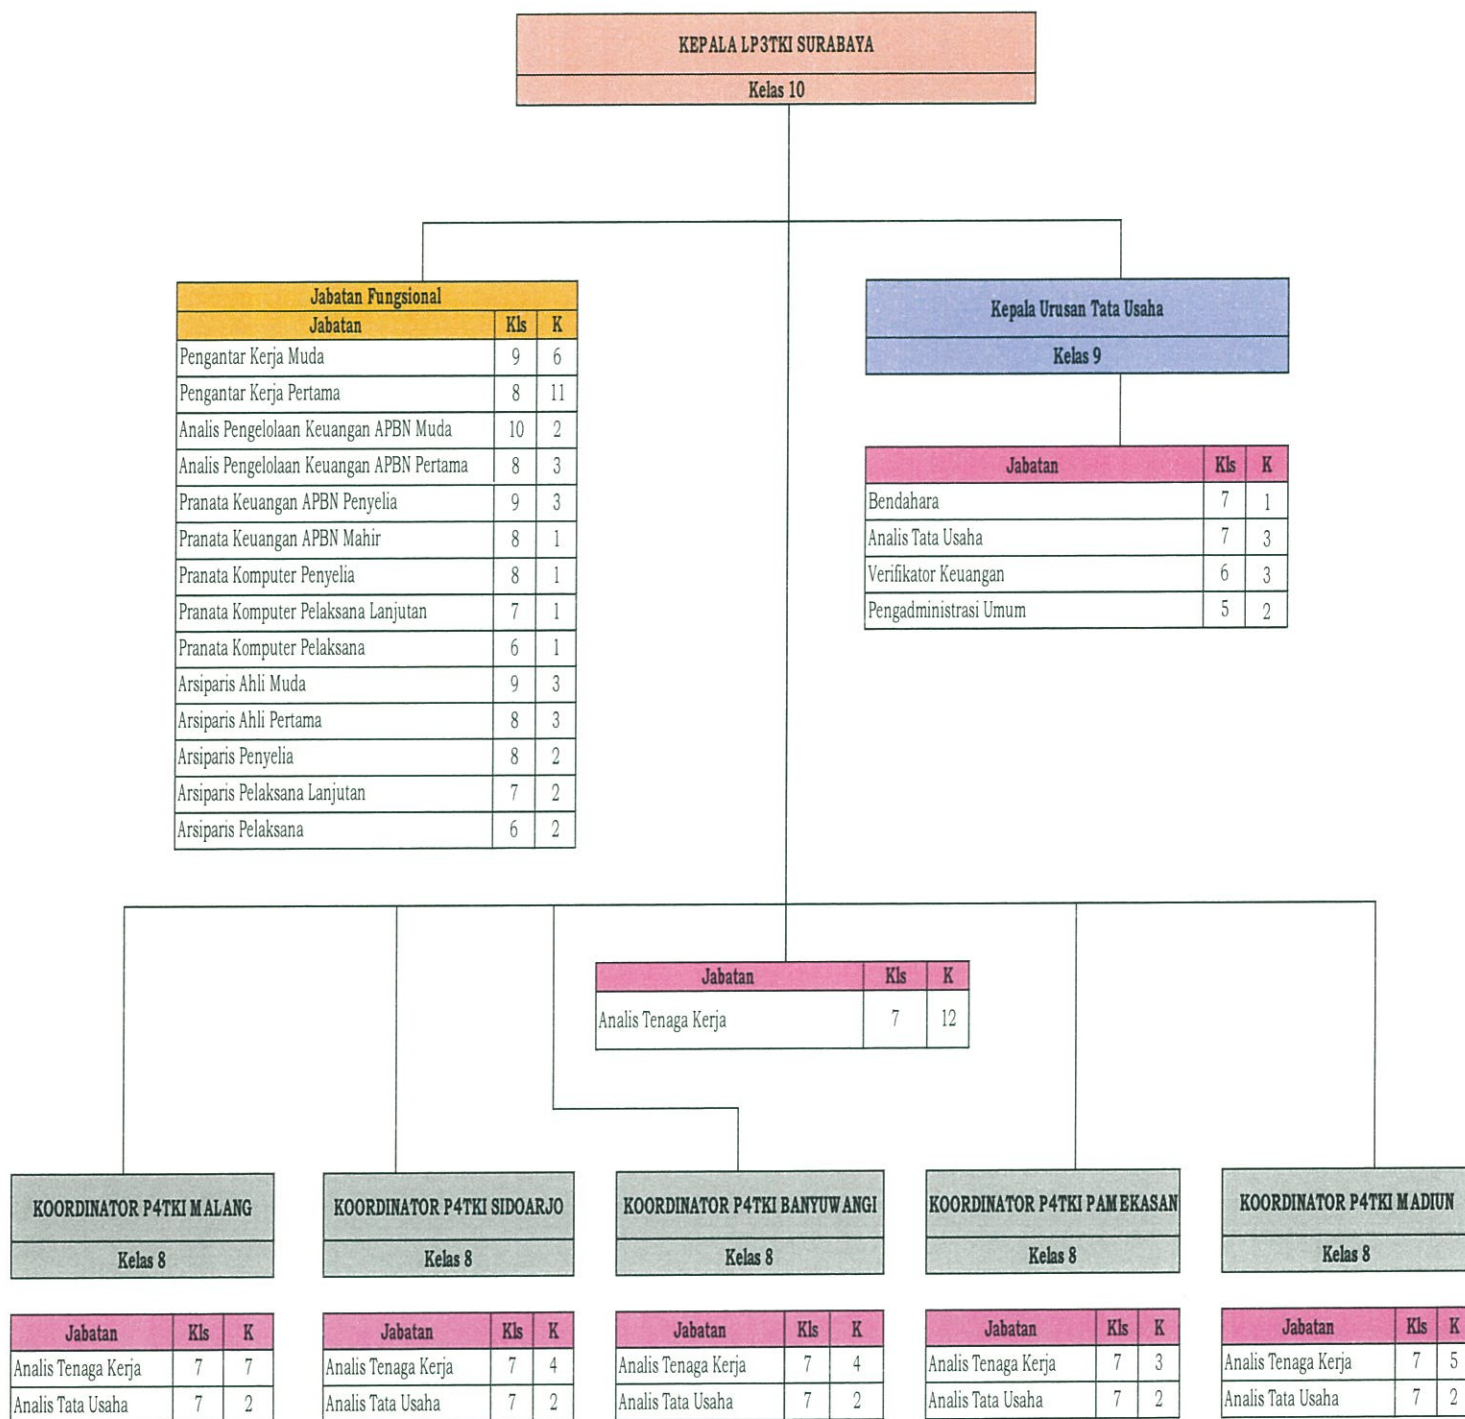 KEPALA LP3TKI SURABAYA
Kelas 10
Jabatan Fungsional
Jabatan Kls K
Pengantar Kerja Muda 9 6
Pengantar Kerja Pertama 8 11
Analis Pengelolaan Keuangan APBN Muda 10 2
Analis Pengelolaan Keuangan APBN Pertama 8 3
Pranata Keuangan APBN Penyelia 9 3
Pranata Keuangan APBN Mahir 8 1
Pranata Komputer Penyelia 8 1
Pranata Komputer Pelaksana Lanjutan 7 1
Pranata Komputer Pelaksana 6 1
Arsiparis Ahli Muda 9 3
Arsiparis Ahli Pertama 8 3
Arsiparis Penyelia 8 2
Arsiparis Pelaksana Lanjutan 7 2
Arsiparis Pelaksana 6 2
Kepala Urusan Tata Usaha
Kelas 9
Jabatan Kls K
Bendahara 7 1
Analis Tata Usaha 7 3
Verifikator Keuangan 6 3
Pengadministrasi Umum 5 2
Jabatan Kls K
Analis Tenaga Kerja 7 12
KOORDINATOR P4TKI MALANG
Kelas 8
Jabatan Kls K
Analis Tenaga Kerja 7 7
Analis Tata Usaha 7 2
KOORDINATOR P4TKI SIDOARJO
Kelas 8
Jabatan Kls K
Analis Tenaga Kerja 7 4
Analis Tata Usaha 7 2
KOORDINATOR P4TKI BANYUWANGI
Kelas 8
Jabatan Kls K
Analis Tenaga Kerja 7 4
Analis Tata Usaha 7 2
KOORDINATOR P4TKI PAMEKASAN
Kelas 8
Jabatan Kls K
Analis Tenaga Kerja 7 3
Analis Tata Usaha 7 2
KOORDINATOR P4TKI MADIUN
Kelas 8
Jabatan Kls K
Analis Tenaga Kerja 7 5
Analis Tata Usaha 7 2